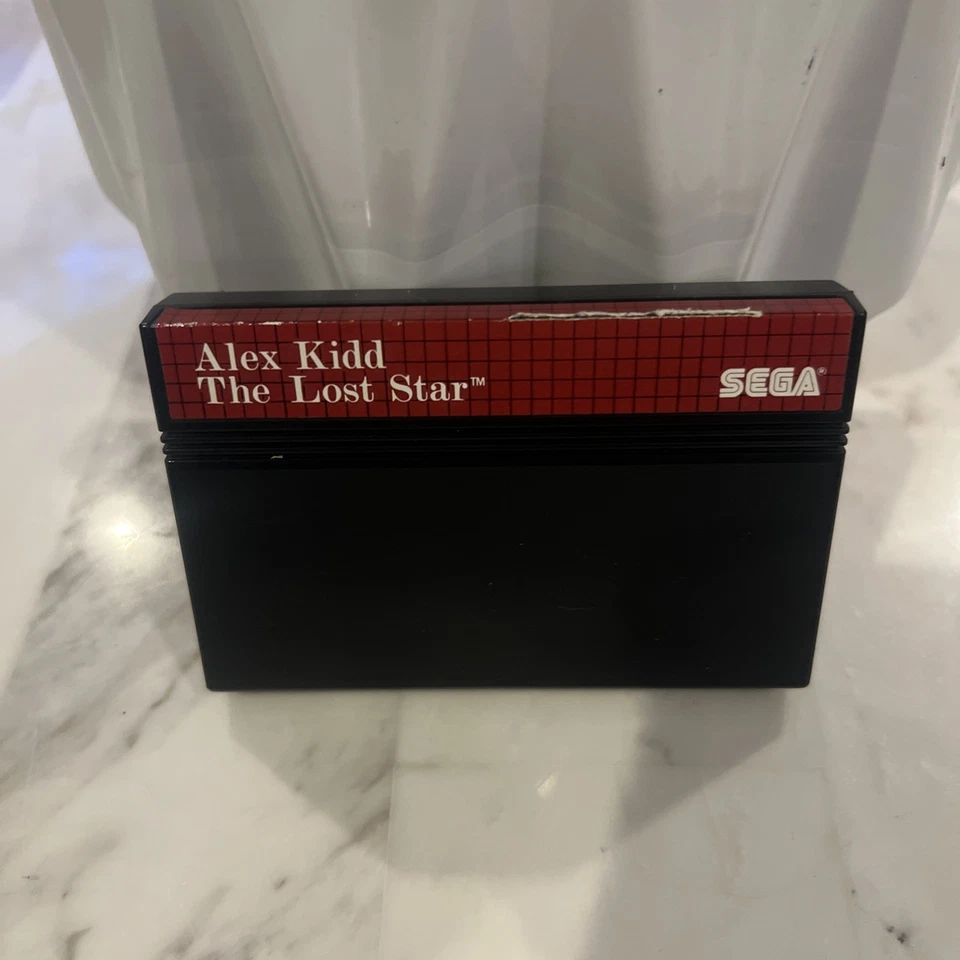 Alex Kidd
The Lost Star™
SEGA®